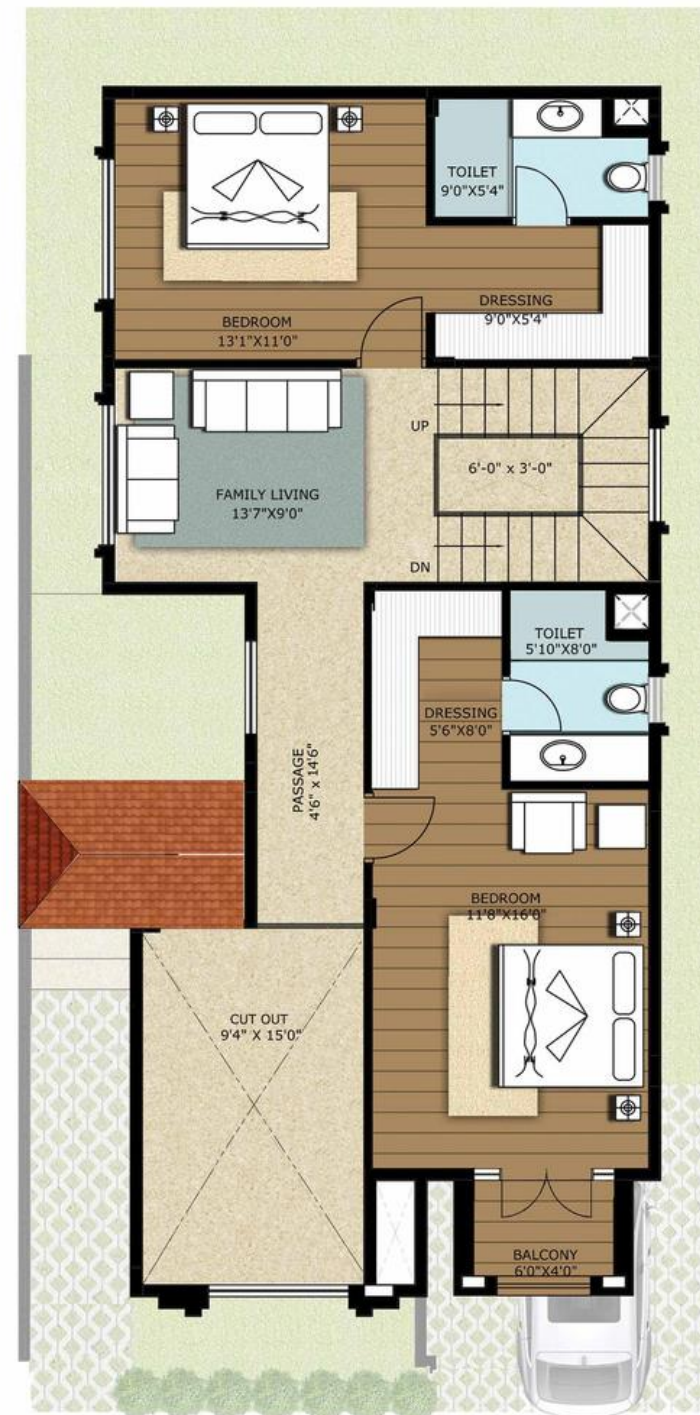 TOILET
9'0"X5'4"
DRESSING
9'0"X5'4"
BEDROOM
13'1"X11'0"
UP
6'-0" x 3'-0"
FAMILY LIVING
13'7"X9'0"
DN
TOILET
5'10"X8'0"
DRESSING
5'6"X8'0"
PASSAGE
4'6" x 14'6"
BEDROOM
11'8"X16'0"
CUT OUT
9'4" X 15'0"
BALCONY
6'0"X4'0"